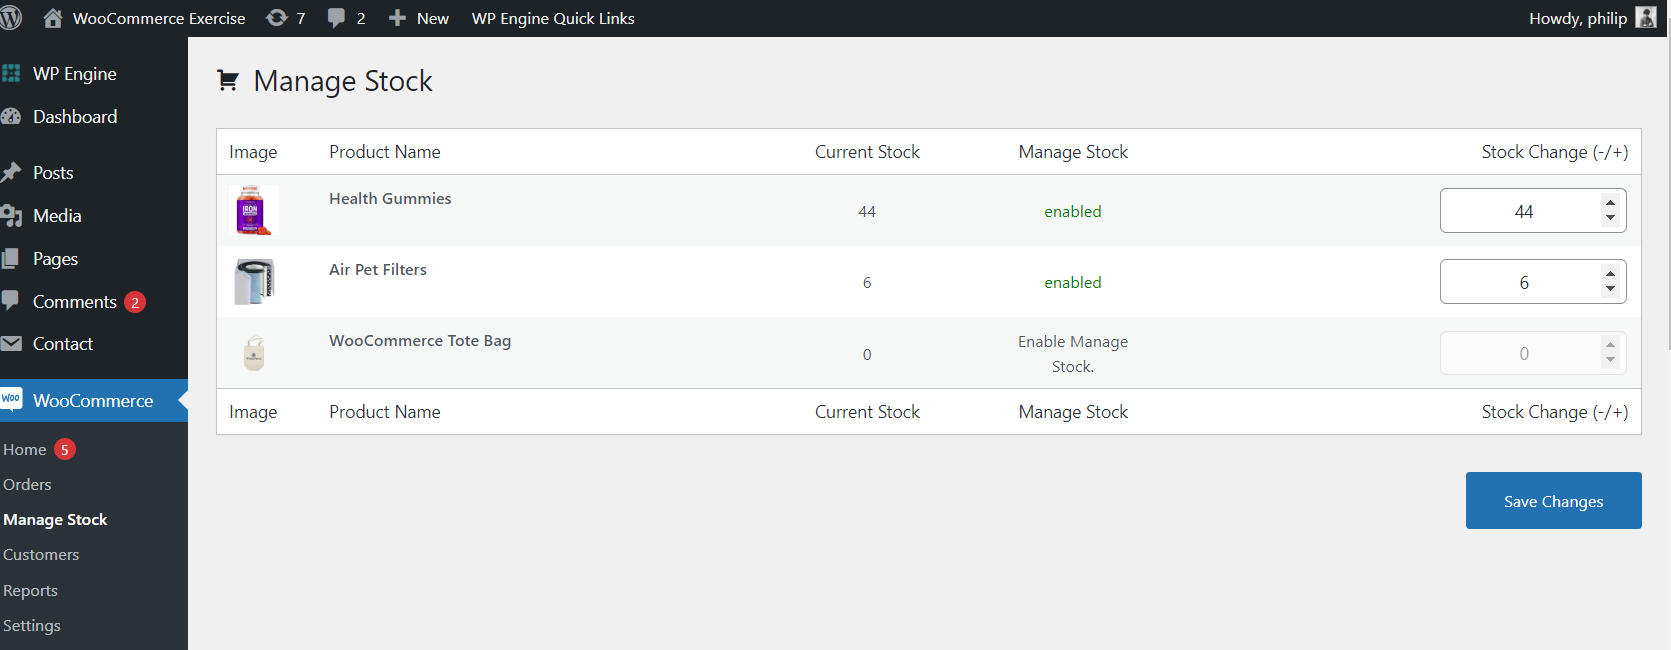 WooCommerce Exercise 7 2 New WP Engine Quick Links Howdy, philip
WP Engine
Dashboard
Posts
Media
Pages
Comments 2
Contact
Woo WooCommerce
Home 5
Orders
Manage Stock
Customers
Reports
Settings
Manage Stock
Image Product Name Current Stock Manage Stock Stock Change (-/+)
IRON
Health Gummies 44 enabled 44
Air Pet Filters 6 enabled 6
WooCommerce Tote Bag 0 Enable Manage
Stock. 0
Image Product Name Current Stock Manage Stock Stock Change (-/+)
Save Changes